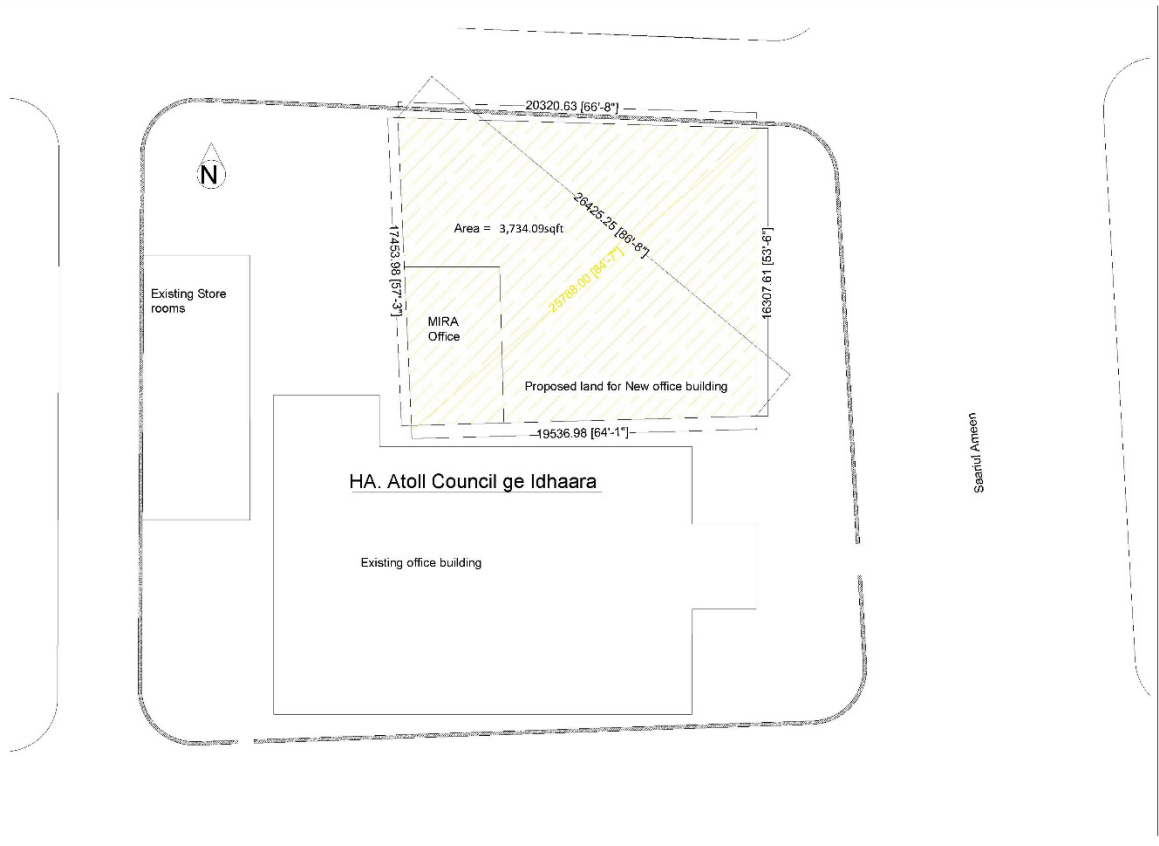 20320.63 [66'-8"]
N
26425.25 [86'-8"]
Area = 3,734.09sqft
17453.98 [57'-3"]
25788.00 [84'-7"]
16307.61 [53'-6"]
Existing Store
rooms
MIRA
Office
Proposed land for New office building
19536.98 [64'-1"]
HA. Atoll Council ge Idhaara
Saariul Ameen
Existing office building